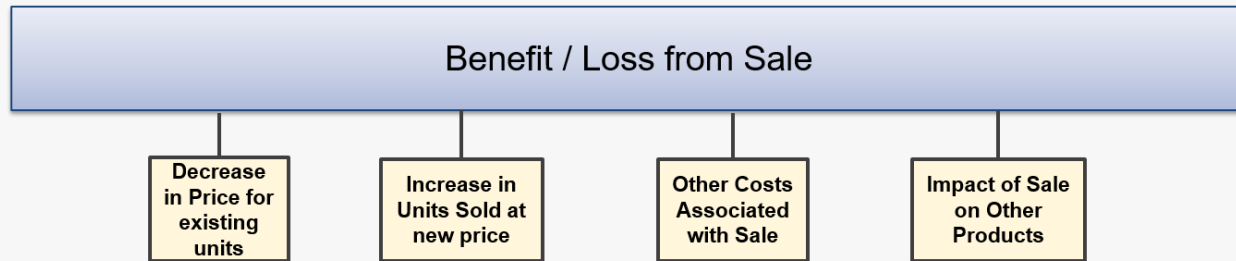 Benefit / Loss from Sale
Decrease
in Price for
existing
units
Increase in
Units Sold at
new price
Other Costs
Associated
with Sale
Impact of Sale
on Other
Products